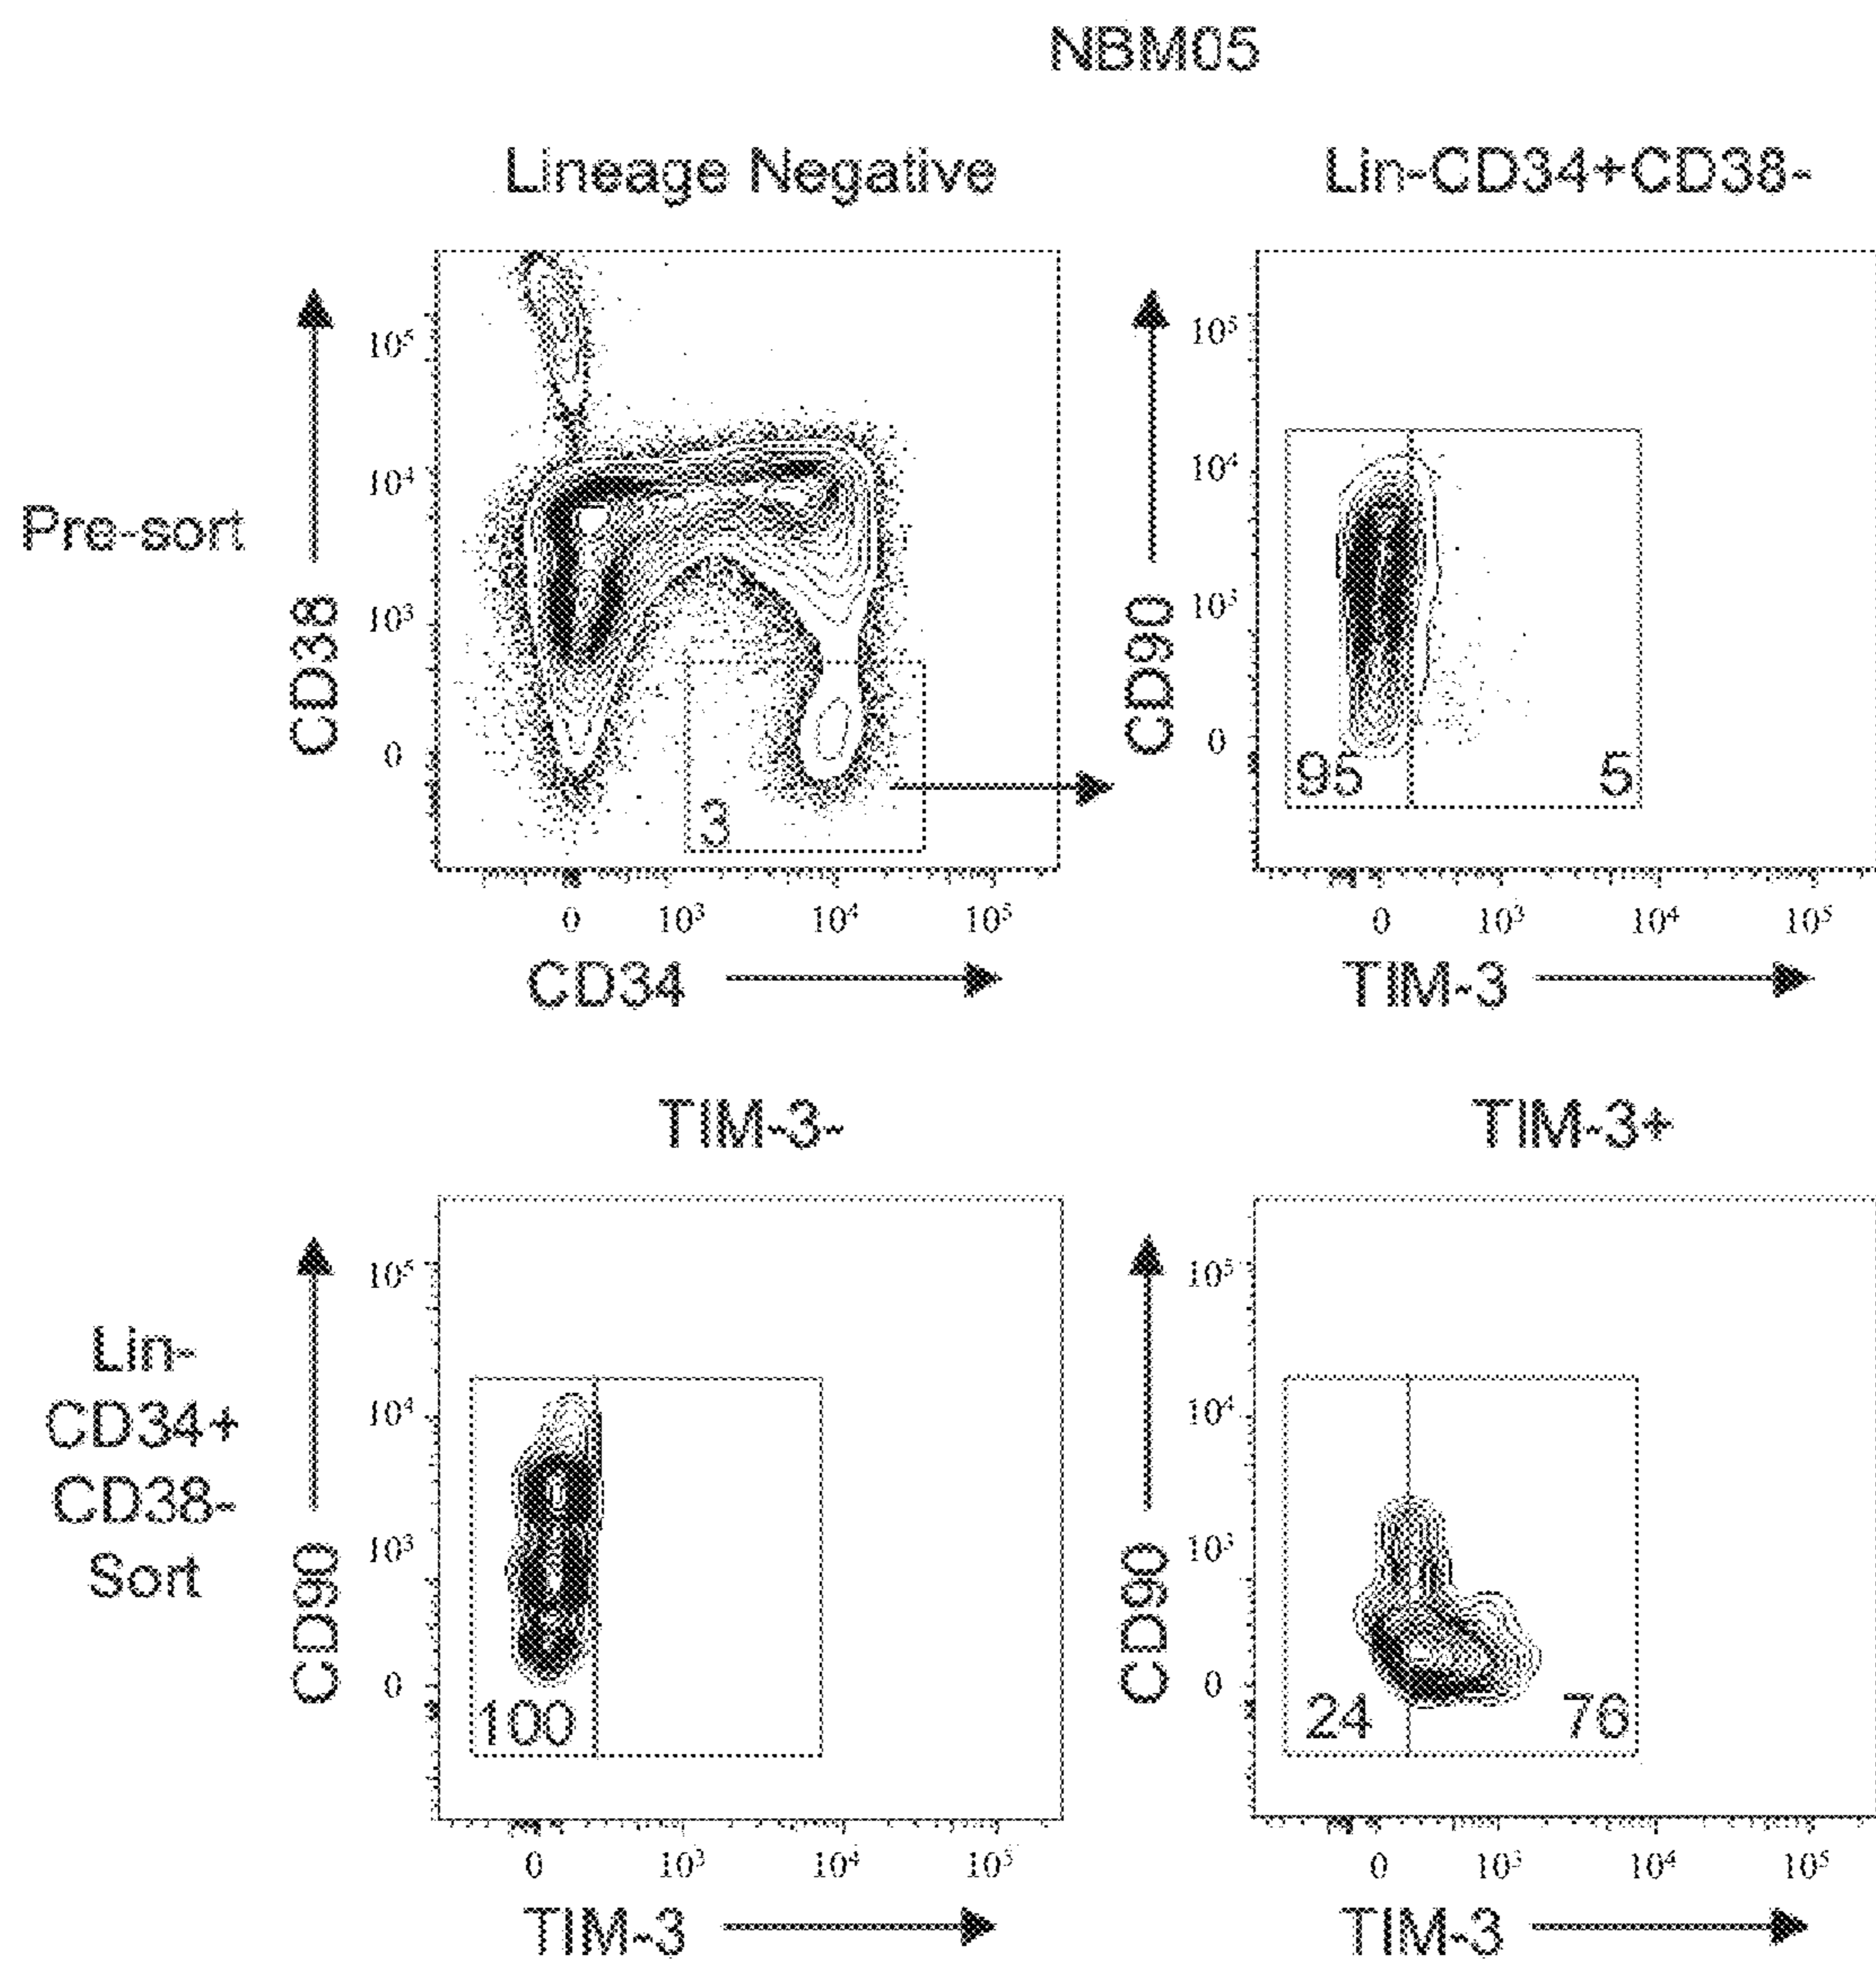 NBM05
Lineage Negative
Lin-CD34+CD38-
Pre-sort
CD38
10⁵
10⁴
10³
0
3
0
10³
10⁴
10⁵
CD34
CD90
10⁵
10⁴
10³
0
95
5
0
10³
10⁴
10⁵
TIM-3
TIM-3-
TIM-3+
Lin-
CD34+
CD38-
Sort
CD90
10⁵
10⁴
10³
0
100
0
10³
10⁴
10⁵
TIM-3
CD90
10⁵
10⁴
10³
0
24
76
0
10³
10⁴
10⁵
TIM-3